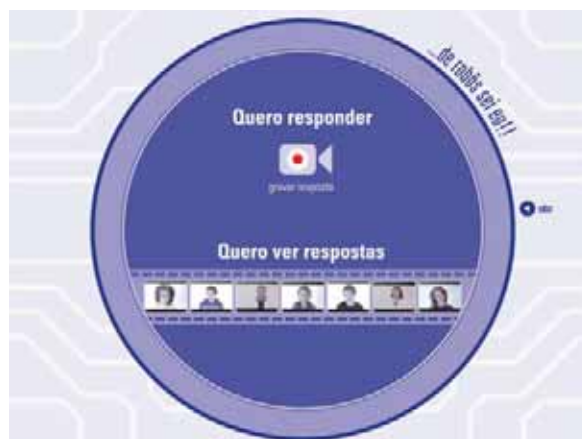 ...de robôs sei eu!!
Quero responder
gravar resposta
Quero ver respostas